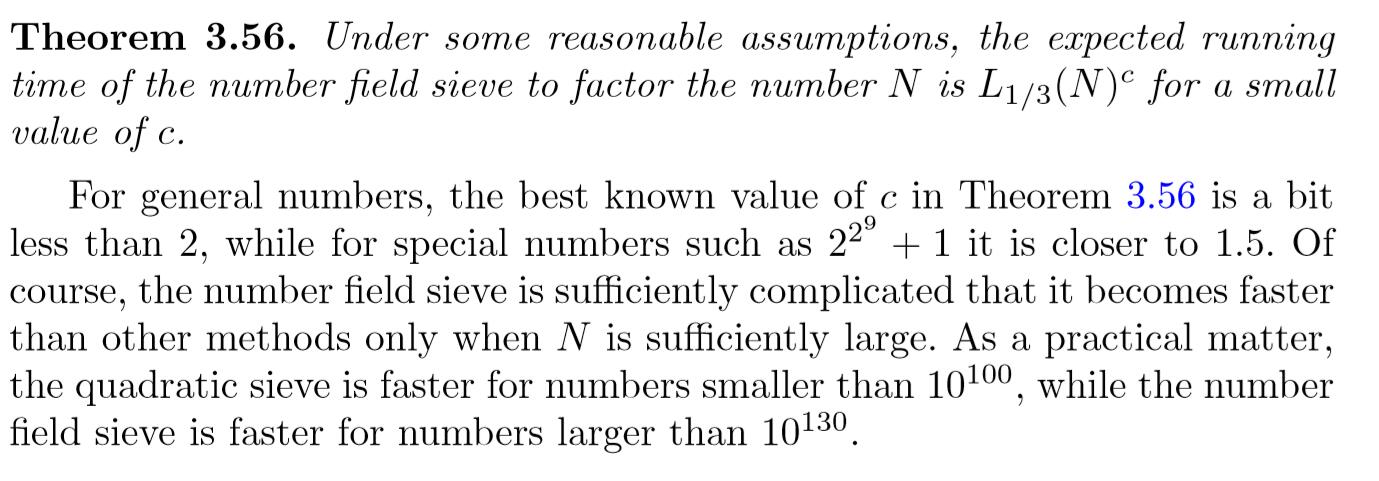 Theorem 3.56. Under some reasonable assumptions, the expected running
time of the number field sieve to factor the number N is L_{1/3}(N)^c for a small
value of c.
For general numbers, the best known value of c in Theorem 3.56 is a bit
less than 2, while for special numbers such as 2^{2^9} + 1 it is closer to 1.5. Of
course, the number field sieve is sufficiently complicated that it becomes faster
than other methods only when N is sufficiently large. As a practical matter,
the quadratic sieve is faster for numbers smaller than 10^{100}, while the number
field sieve is faster for numbers larger than 10^{130}.